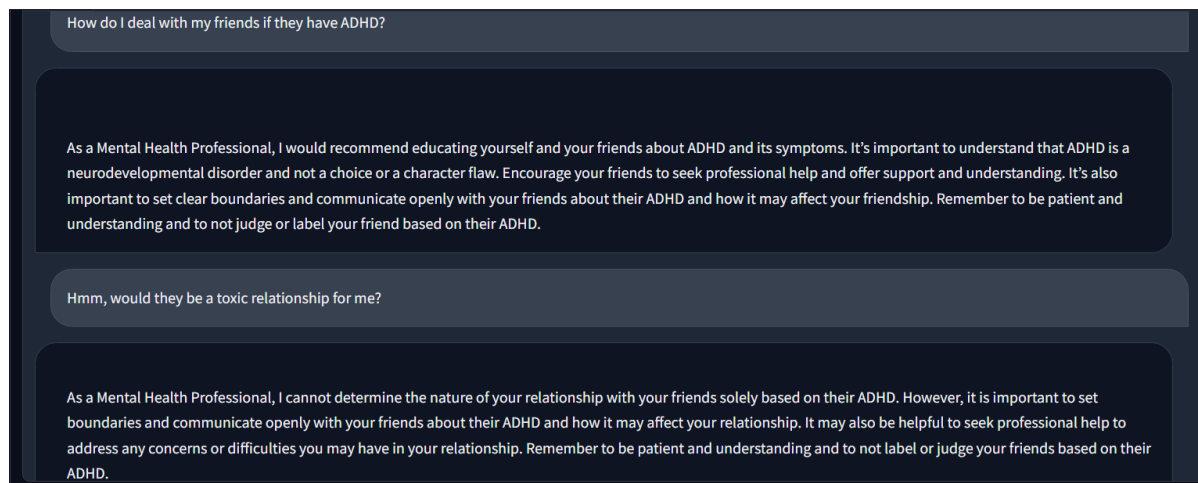 How do I deal with my friends if they have ADHD?
As a Mental Health Professional, I would recommend educating yourself and your friends about ADHD and its symptoms. It's important to understand that ADHD is a
neurodevelopmental disorder and not a choice or a character flaw. Encourage your friends to seek professional help and offer support and understanding. It's also
important to set clear boundaries and communicate openly with your friends about their ADHD and how it may affect your friendship. Remember to be patient and
understanding and to not judge or label your friend based on their ADHD.
Hmm, would they be a toxic relationship for me?
As a Mental Health Professional, I cannot determine the nature of your relationship with your friends solely based on their ADHD. However, it is important to set
boundaries and communicate openly with your friends about their ADHD and how it may affect your relationship. It may also be helpful to seek professional help to
address any concerns or difficulties you may have in your relationship. Remember to be patient and understanding and to not label or judge your friends based on their
ADHD.